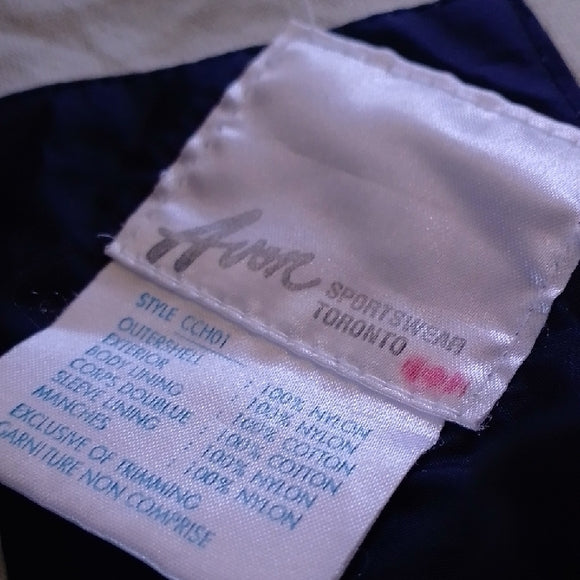 Avon
SPORTSWEAR
TORONTO
STYLE CCH01
OUTERSHELL : 100% NYLON
EXTERIOR : 100% NYLON
BODY LINING : 100% COTTON
CORPS DOUBLUE : 100% COTTON
SLEEVE LINING : 100% NYLON
MANCHES : 100% NYLON
EXCLUSIVE OF TRIMMING
GARNITURE NON COMPRISE